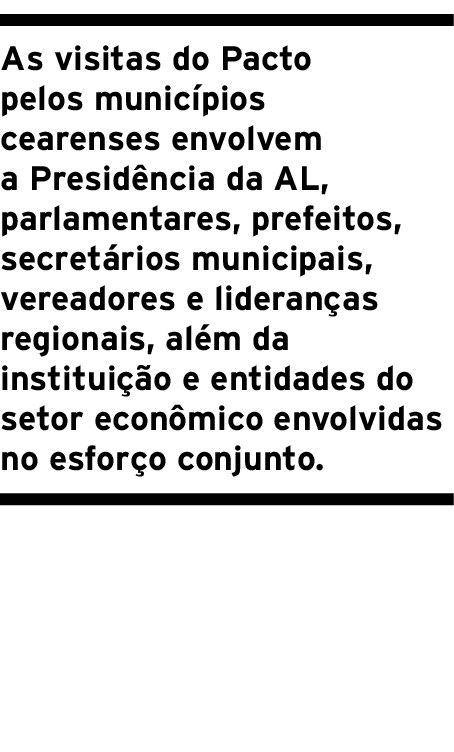 As visitas do Pacto
pelos municípios
cearenses envolvem
a Presidência da AL,
parlamentares, prefeitos,
secretários municipais,
vereadores e lideranças
regionais, além da
instituição e entidades do
setor econômico envolvidas
no esforço conjunto.